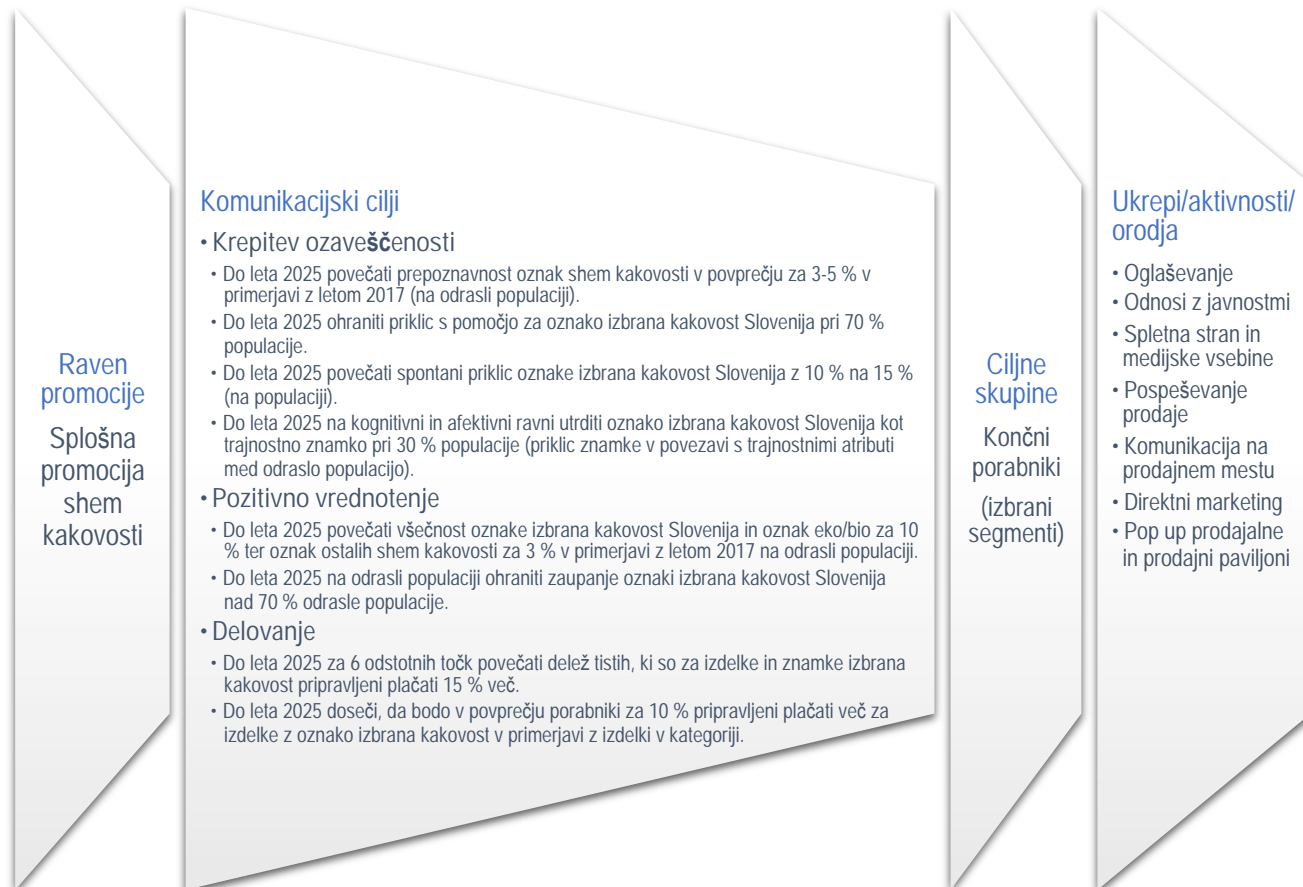 Raven
promocije
Splošna
promocija
shem
kakovosti
Komunikacijski cilji
• Krepitev ozaveščenosti
• Do leta 2025 povečati prepoznavnost oznak shem kakovosti v povprečju za 3-5 % v
primerjavi z letom 2017 (na odrasli populaciji).
• Do leta 2025 ohraniti priklic s pomočjo za oznako izbrana kakovost Slovenija pri 70 %
populacije.
• Do leta 2025 povečati spontani priklic oznake izbrana kakovost Slovenija z 10 % na 15 %
(na populaciji).
• Do leta 2025 na kognitivni in afektivni ravni utrditi oznako izbrana kakovost Slovenija kot
trajnostno znamko pri 30 % populacije (priklic znamke v povezavi s trajnostnimi atributi
med odraslo populacijo).
• Pozitivno vrednotenje
• Do leta 2025 povečati všečnost oznake izbrana kakovost Slovenija in oznak eko/bio za 10
% ter oznak ostalih shem kakovosti za 3 % v primerjavi z letom 2017 na odrasli populaciji.
• Do leta 2025 na odrasli populaciji ohraniti zaupanje oznaki izbrana kakovost Slovenija
nad 70 % odrasle populacije.
• Delovanje
• Do leta 2025 za 6 odstotnih točk povečati delež tistih, ki so za izdelke in znamke izbrana
kakovost pripravljeni plačati 15 % več.
• Do leta 2025 doseči, da bodo v povprečju porabniki za 10 % pripravljeni plačati več za
izdelke z oznako izbrana kakovost v primerjavi z izdelki v kategoriji.
Ciljne
skupine
Končni
porabniki
(izbrani
segmenti)
Ukrepi/aktivnosti/
orodja
• Oglaševanje
• Odnosi z javnostmi
• Spletna stran in
medijske vsebine
• Pospeševanje
prodaje
• Komunikacija na
prodajnem mestu
• Direktni marketing
• Pop up prodajalne
in prodajni paviljoni